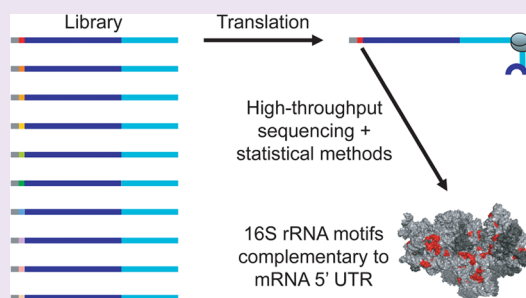 Library
Translation
High-throughput
sequencing +
statistical methods
16S rRNA motifs
complementary to
mRNA 5' UTR